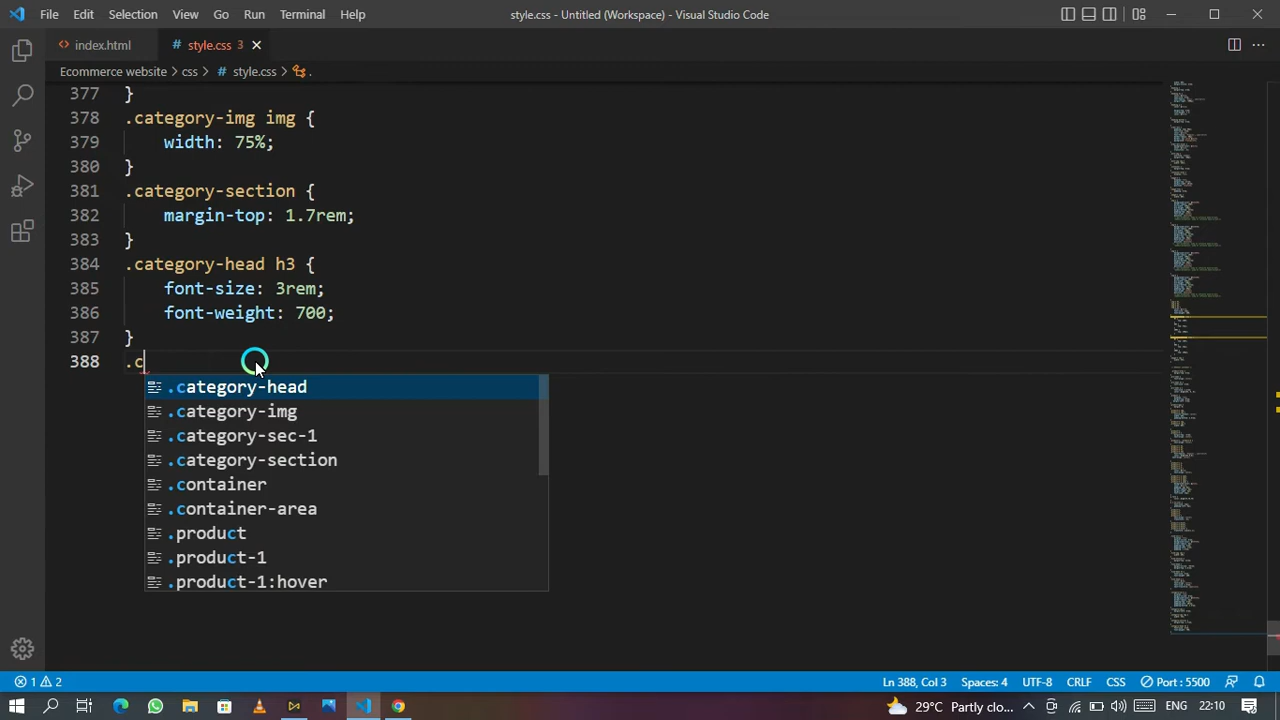 File Edit Selection View Go Run Terminal Help style.css - Untitled (Workspace) - Visual Studio Code
index.html style.css 3
Ecommerce website > css > # style.css > .
377 }
378 .category-img img {
379 width: 75%;
380 }
381 .category-section {
382 margin-top: 1.7rem;
383 }
384 .category-head h3 {
385 font-size: 3rem;
386 font-weight: 700;
387 }
388 .c
.category-head
.category-img
.category-sec-1
.category-section
.container
.container-area
.product
.product-1
.product-1:hover
1 2 Ln 388, Col 3 Spaces: 4 UTF-8 CRLF CSS Port : 5500
29°C Partly clo... ENG 22:10